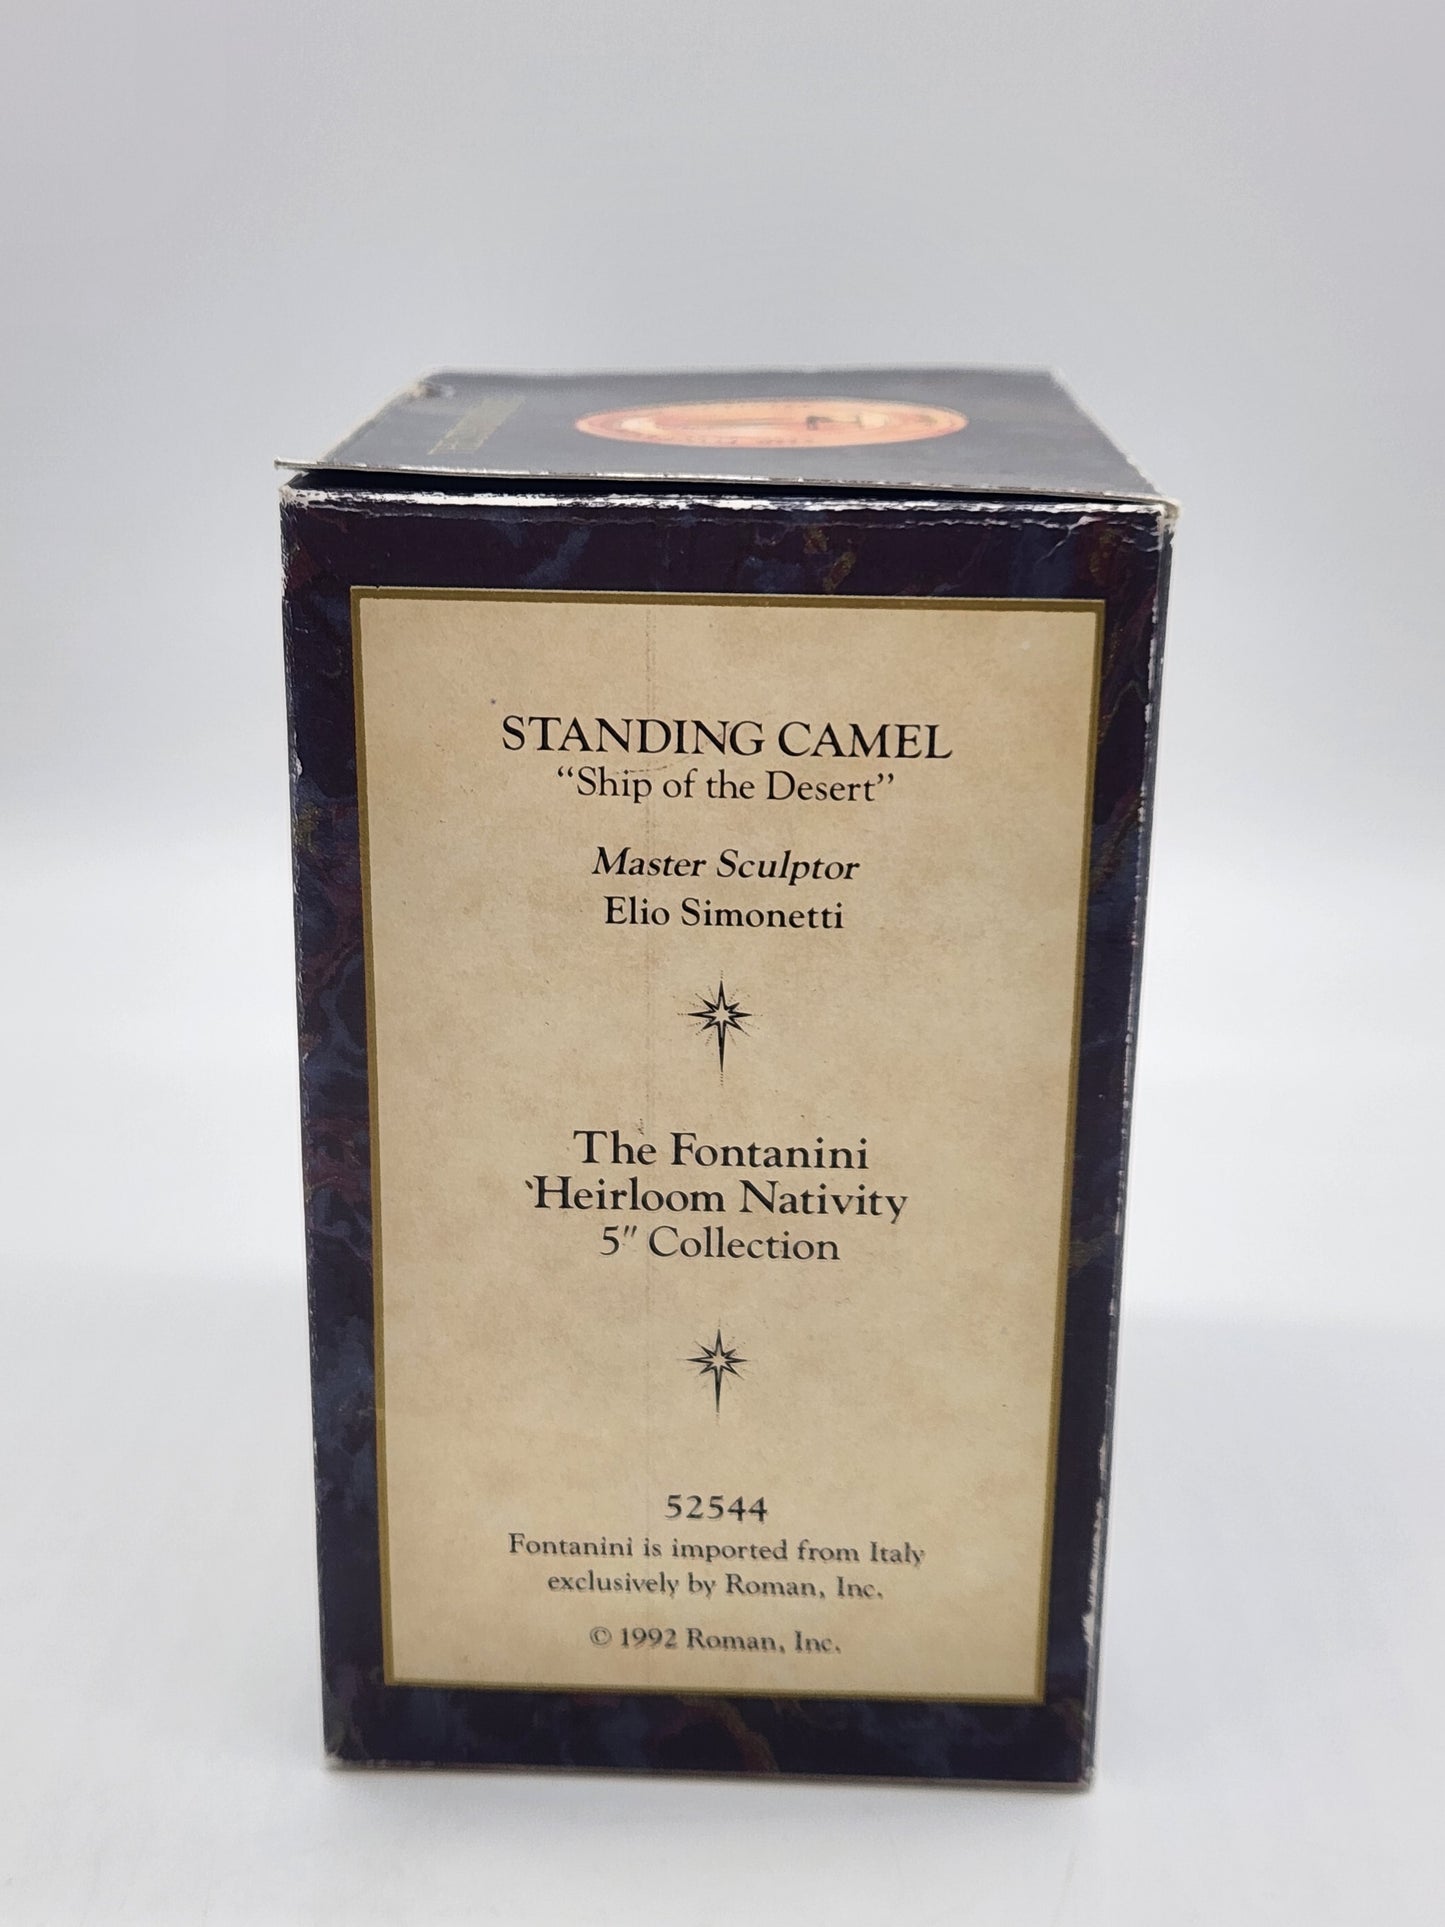 STANDING CAMEL
“Ship of the Desert”
Master Sculptor
Elio Simonetti
The Fontanini
Heirloom Nativity
5″ Collection
52544
Fontanini is imported from Italy
exclusively by Roman, Inc.
© 1992 Roman, Inc.